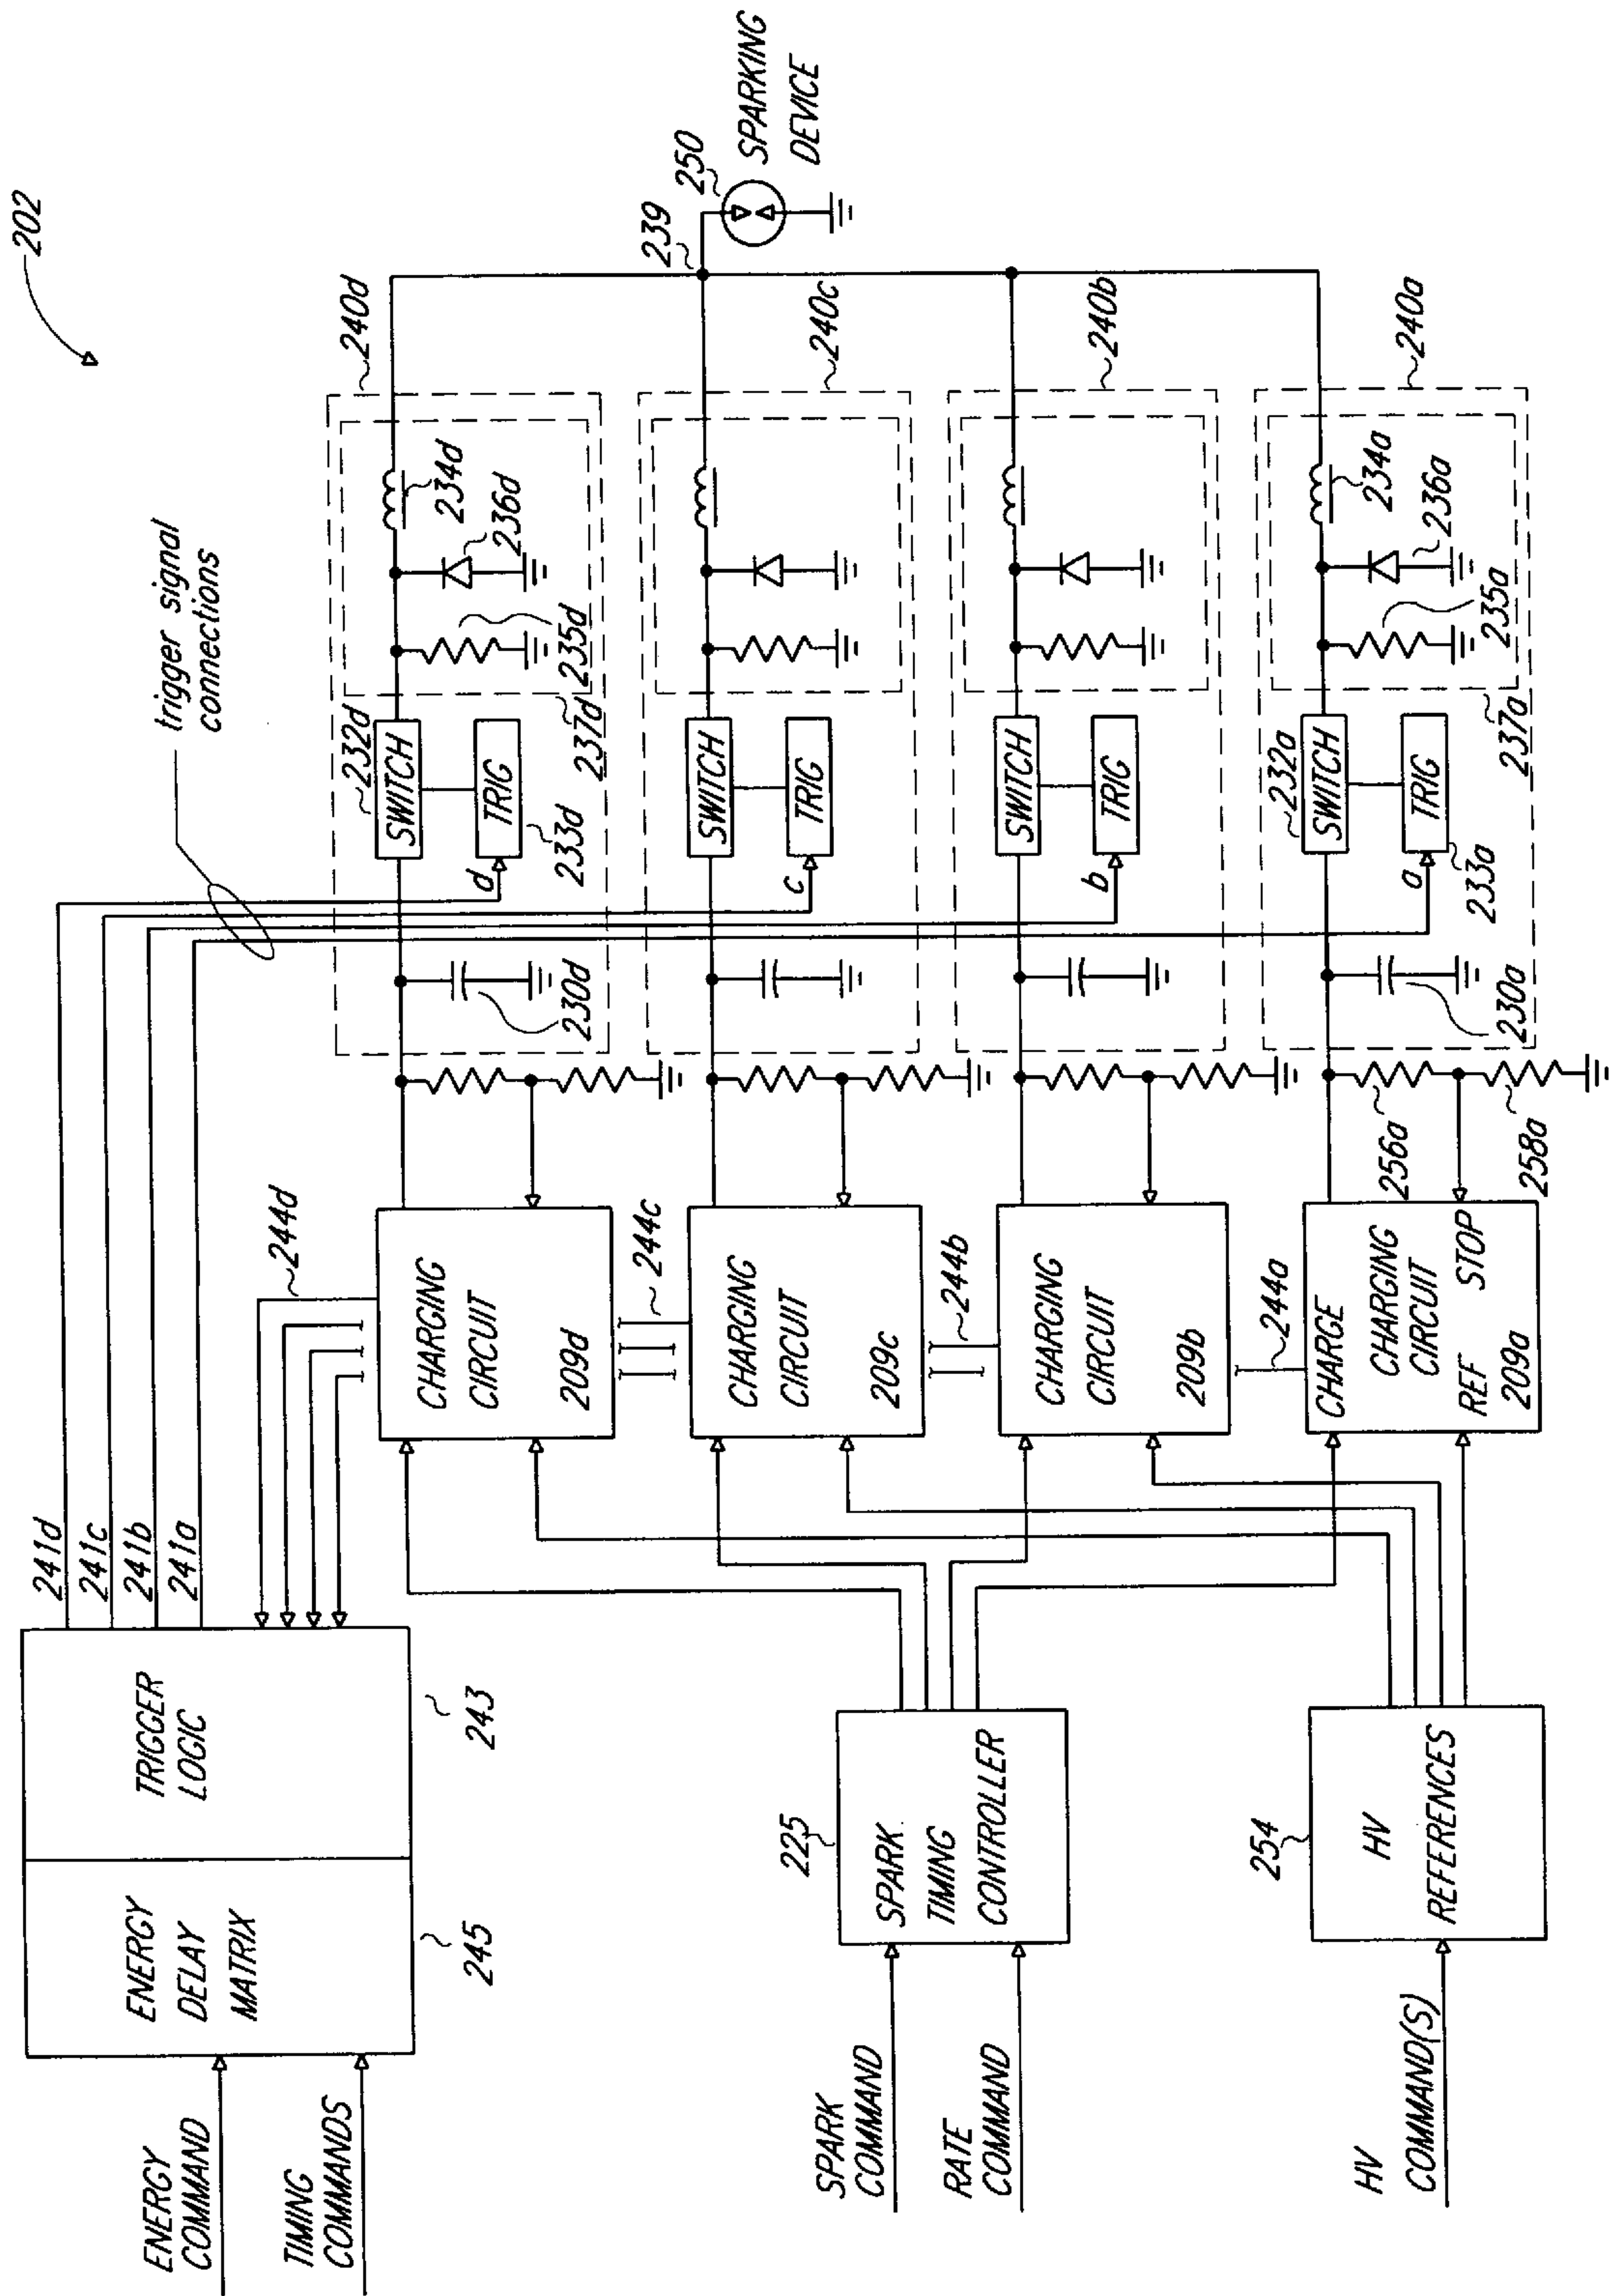 202
trigger signal
connections
241d
241c
241b
241a
ENERGY
COMMAND
TIMING
COMMANDS
ENERGY
DELAY
MATRIX
245
TRIGGER
LOGIC
243
244d
CHARGING
CIRCUIT
209d
230d
232d
SWITCH
TRIG
d
233d
237d
235d
236d
234d
240d
244c
CHARGING
CIRCUIT
209c
SWITCH
TRIG
c
240c
239
250
SPARKING
DEVICE
SPARK
COMMAND
RATE
COMMAND
225
SPARK
TIMING
CONTROLLER
244b
CHARGING
CIRCUIT
209b
SWITCH
TRIG
b
240b
HV
COMMAND(S)
254
HV
REFERENCES
244a
CHARGE
CHARGING
CIRCUIT
REF STOP
209a
256a
258a
230a
232a
SWITCH
TRIG
a
233a
237a
235a
236a
234a
240a